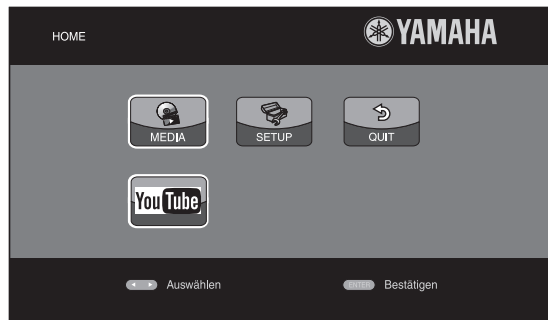 HOME
YAMAHA
MEDIA
SETUP
QUIT
You Tube
Auswählen
ENTER Bestätigen